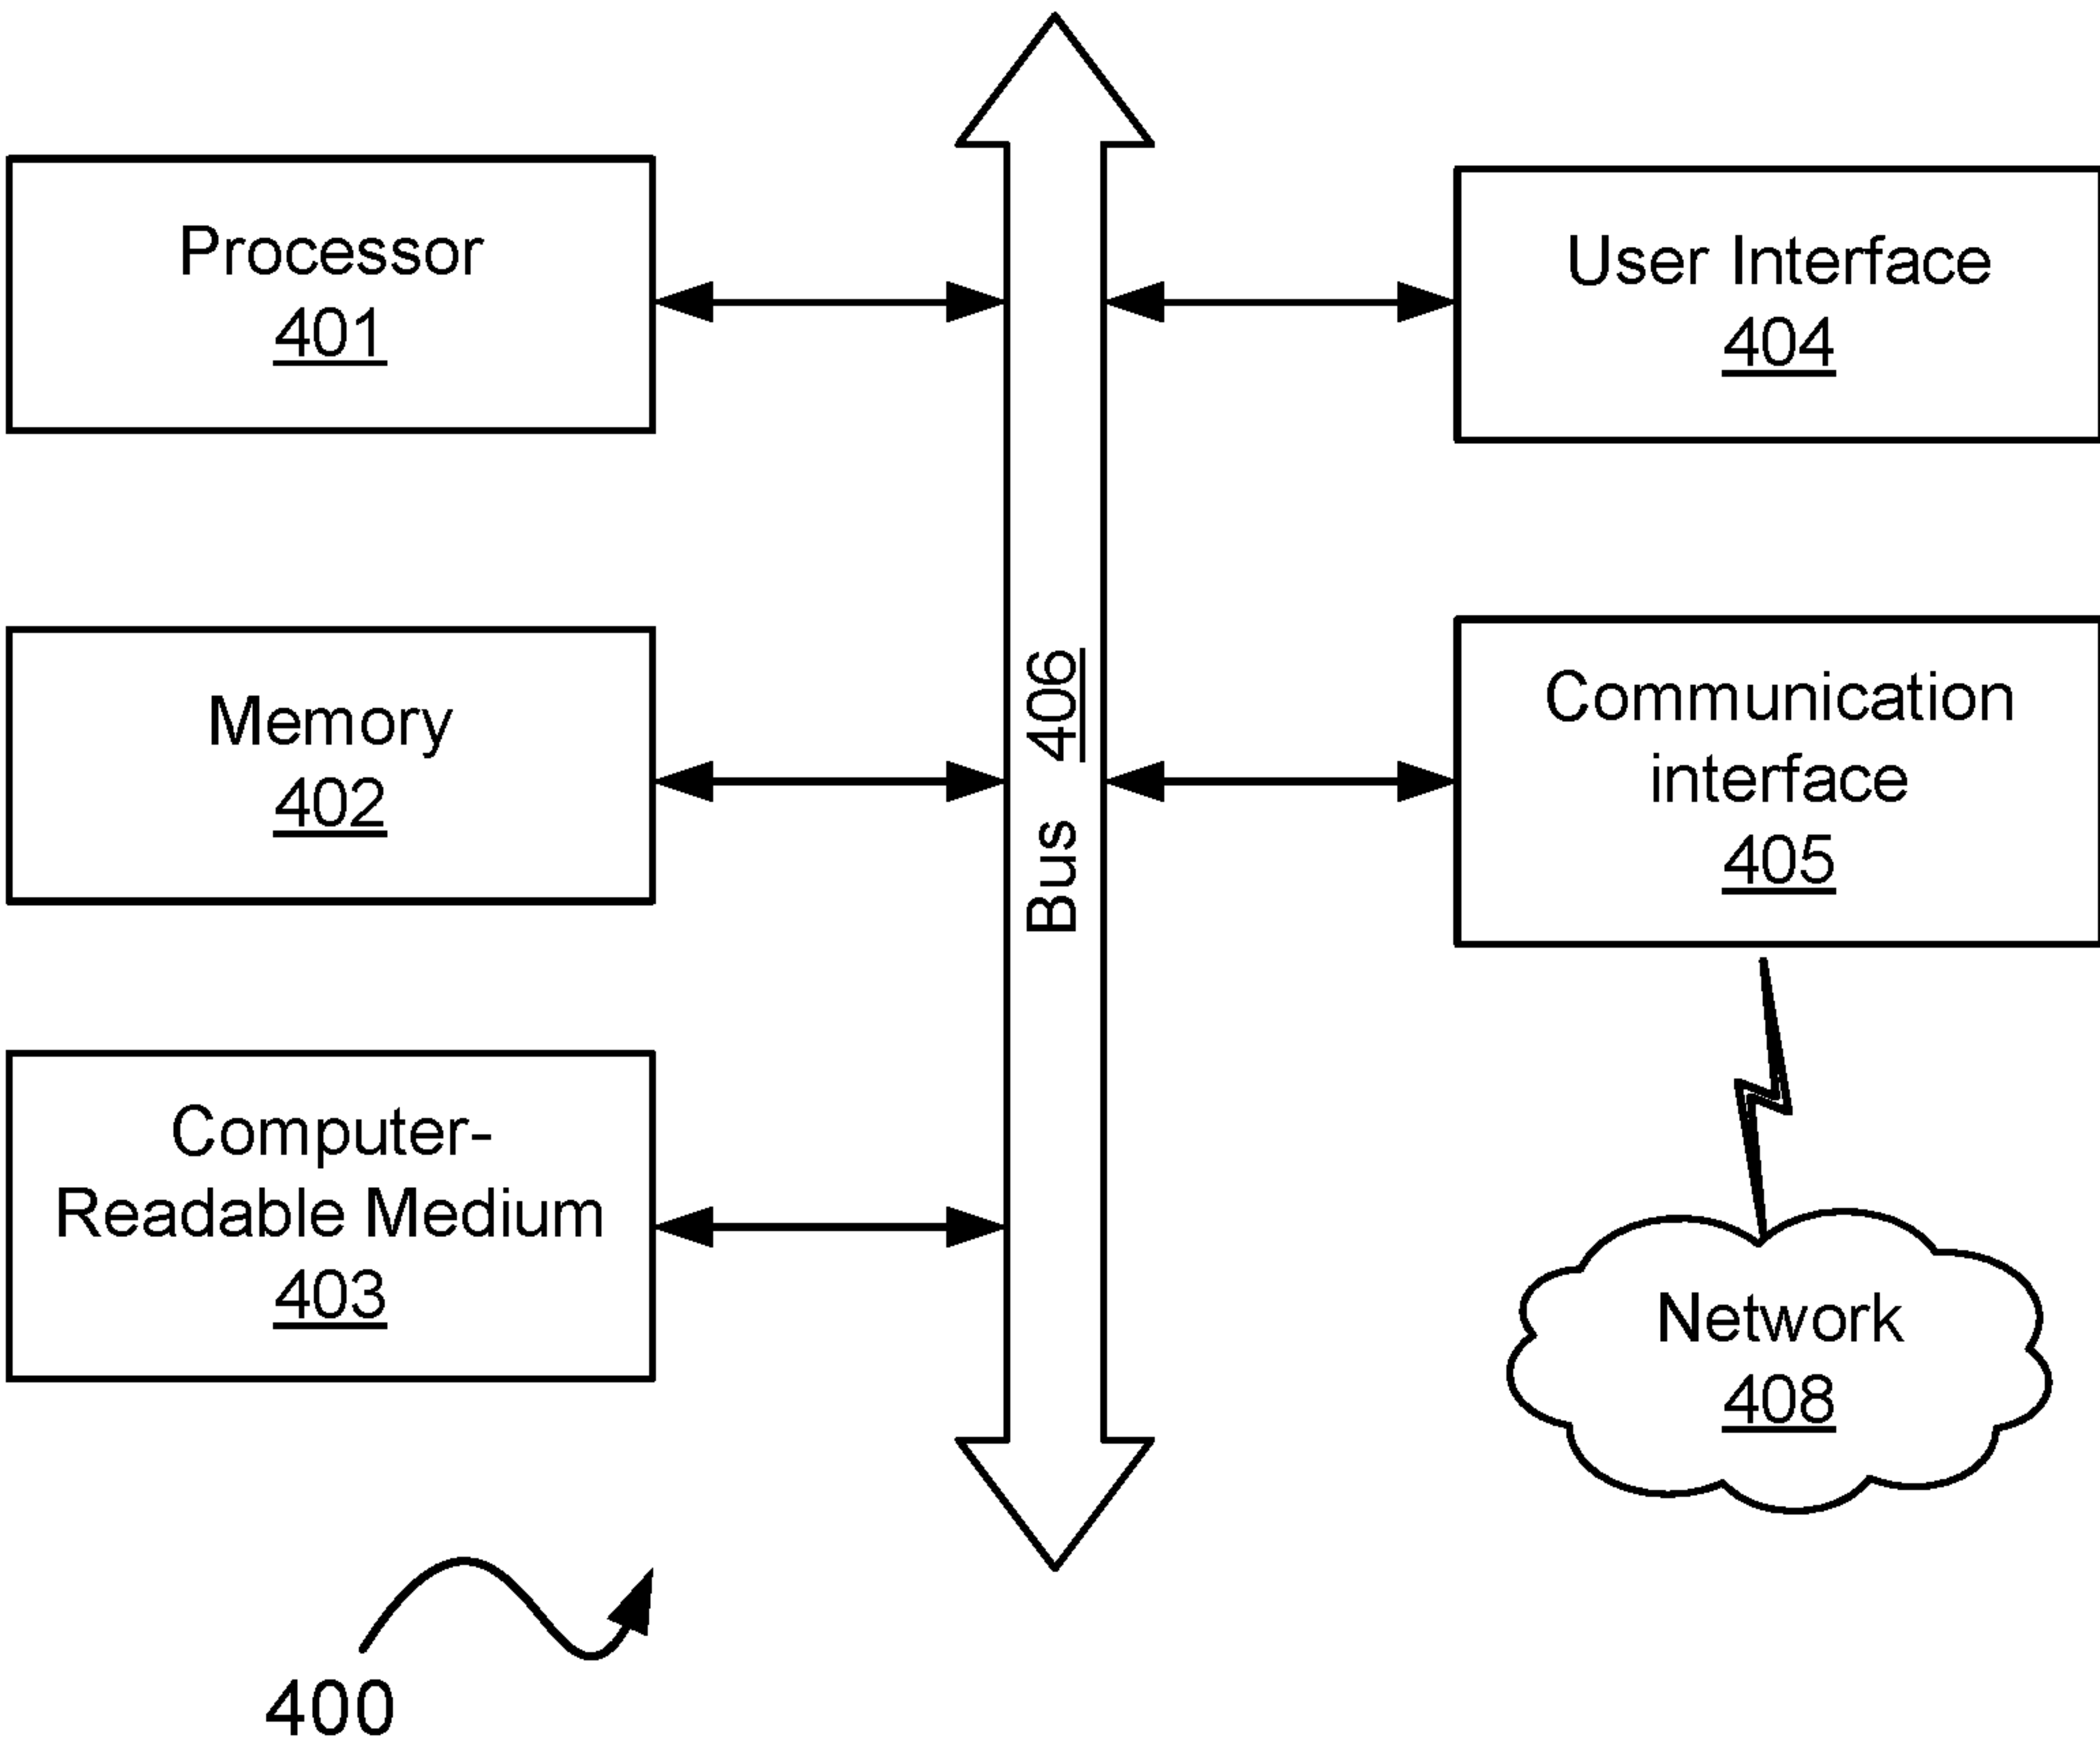 Processor
401
User Interface
404
Memory
402
Bus 406
Communication
interface
405
Computer-
Readable Medium
403
Network
408
400